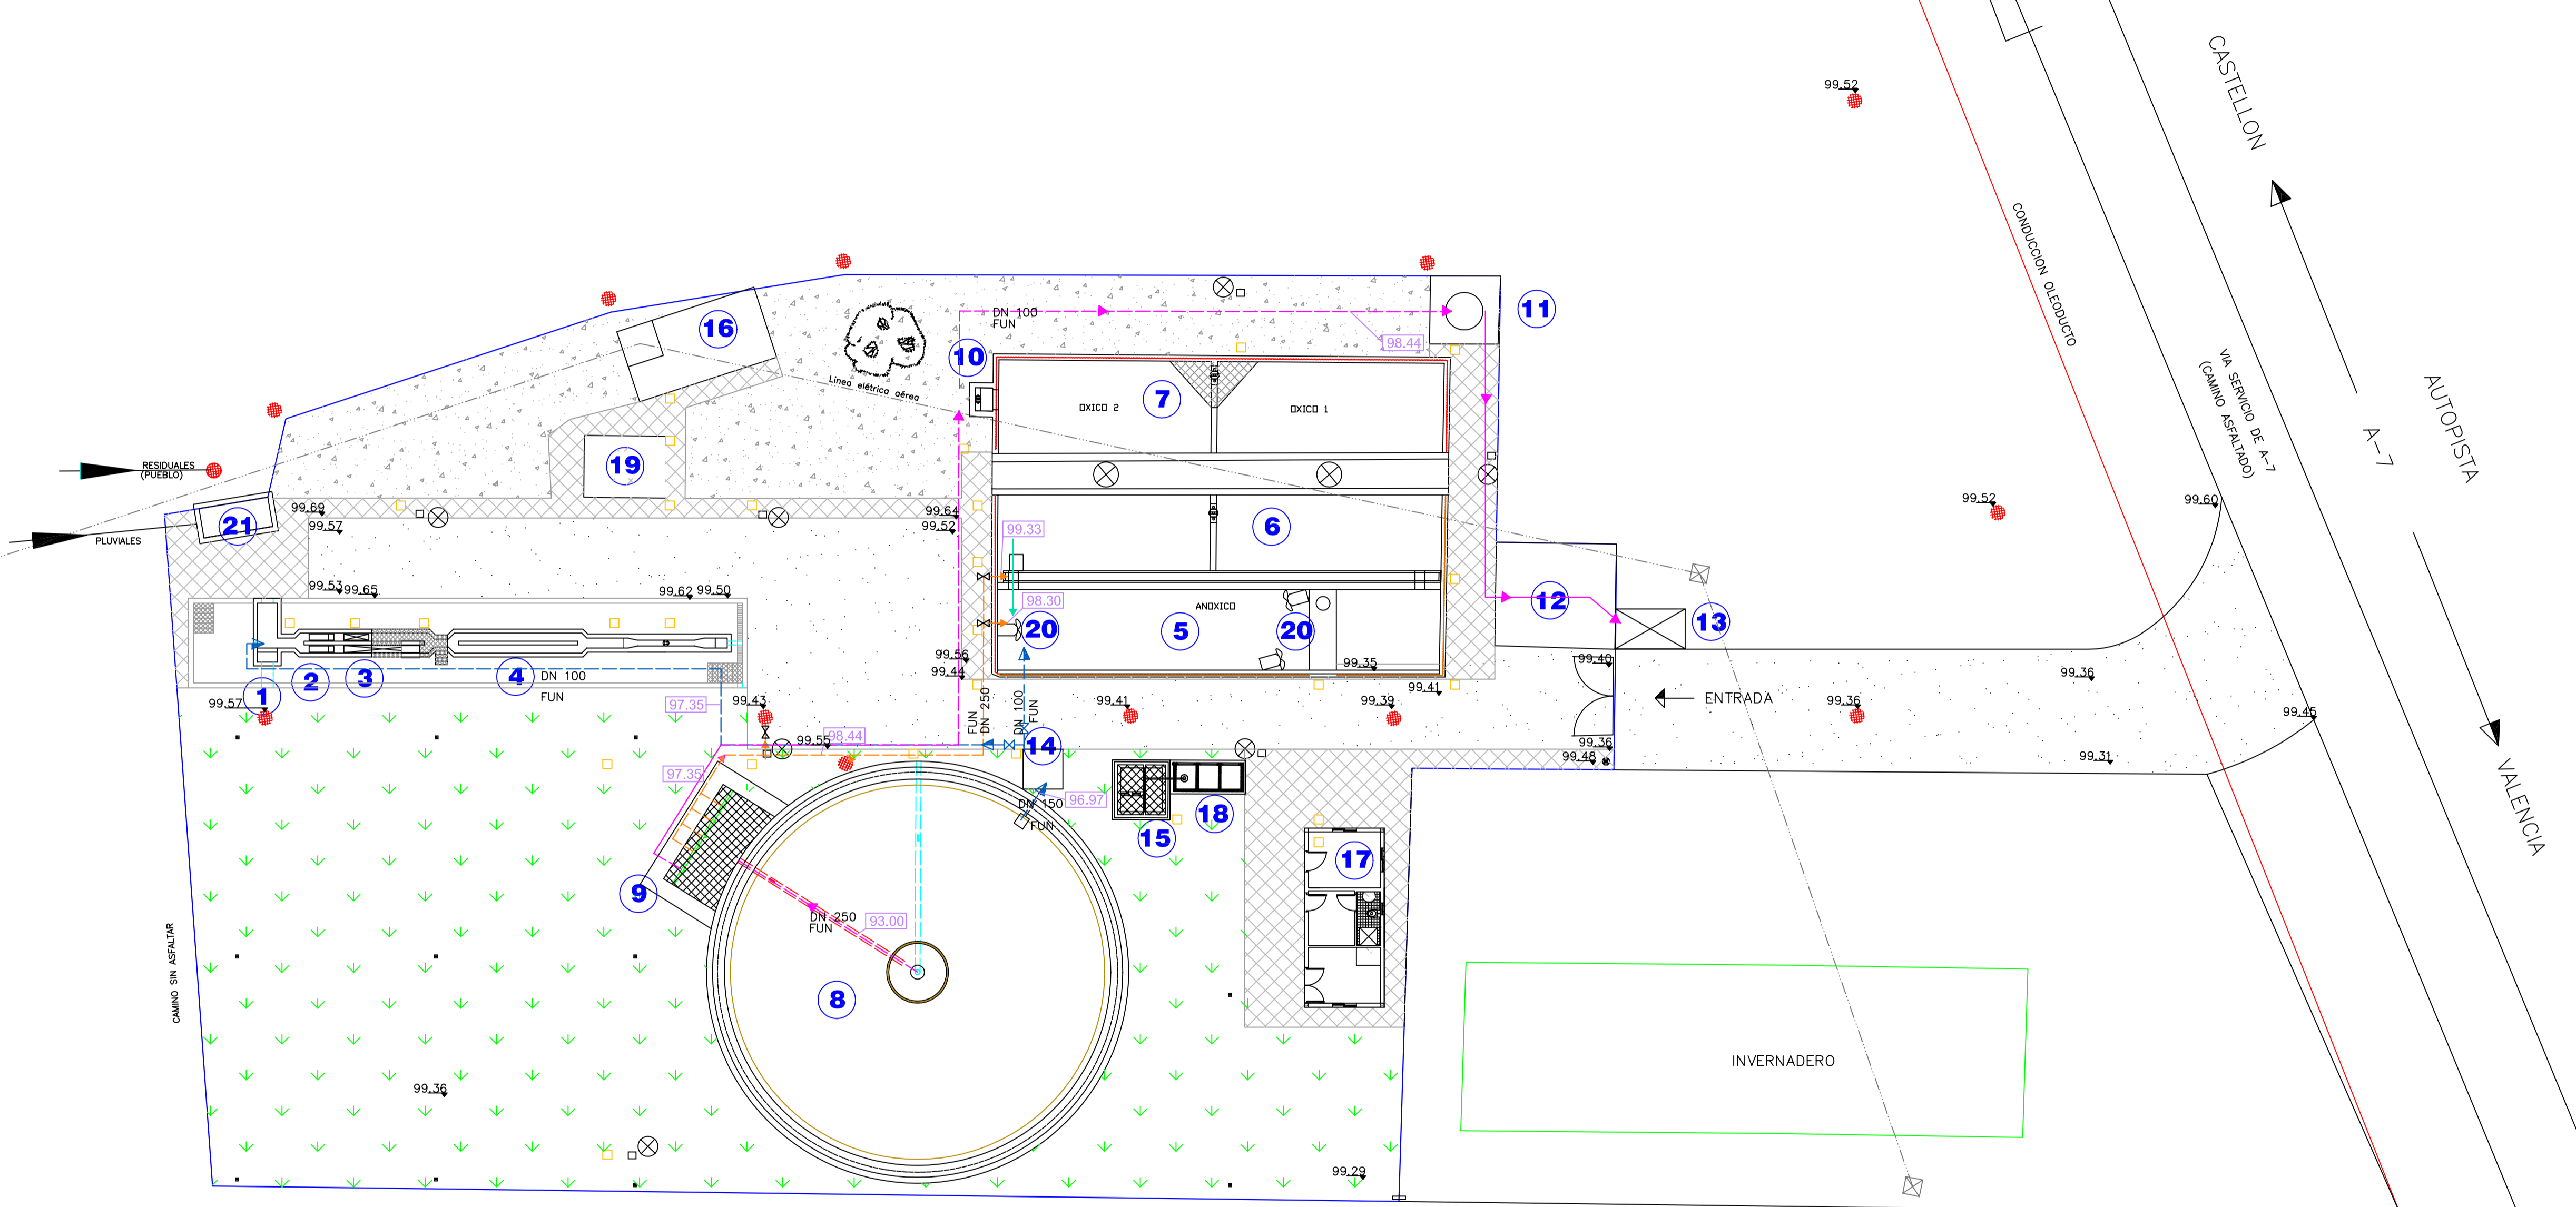 CASTELLON
AUTOPISTA
A-7
VALENCIA
VIA SERVICIO DE A-7
(CAMINO ASFALTADO)
CONDUCCION OLEODUCTO
99.52
16
11
DN 100
FUN
98.44
10
Línea elétrica aérea
7
OXICO 2
OXICO 1
RESIDUALES
(PUEBLO)
19
21
PLUVIALES
99.69
99.57
99.64
99.52
6
99.33
99.52
99.60
99.53
99.65
99.62
99.50
98.30
ANOXICO
12
13
20
5
20
99.56
99.44
99.35
99.40
99.36
1
2
3
4
DN 100
FUN
99.57
97.35
99.43
FUN
DN 250
DN 100
FUN
99.41
99.39
99.41
ENTRADA
99.36
99.45
98.44
99.55
14
99.36
99.48
99.31
97.35
96.97
DN 150
FUN
15
18
17
9
DN 250
FUN
93.00
8
CAMINO SIN ASFALTAR
INVERNADERO
99.36
99.29